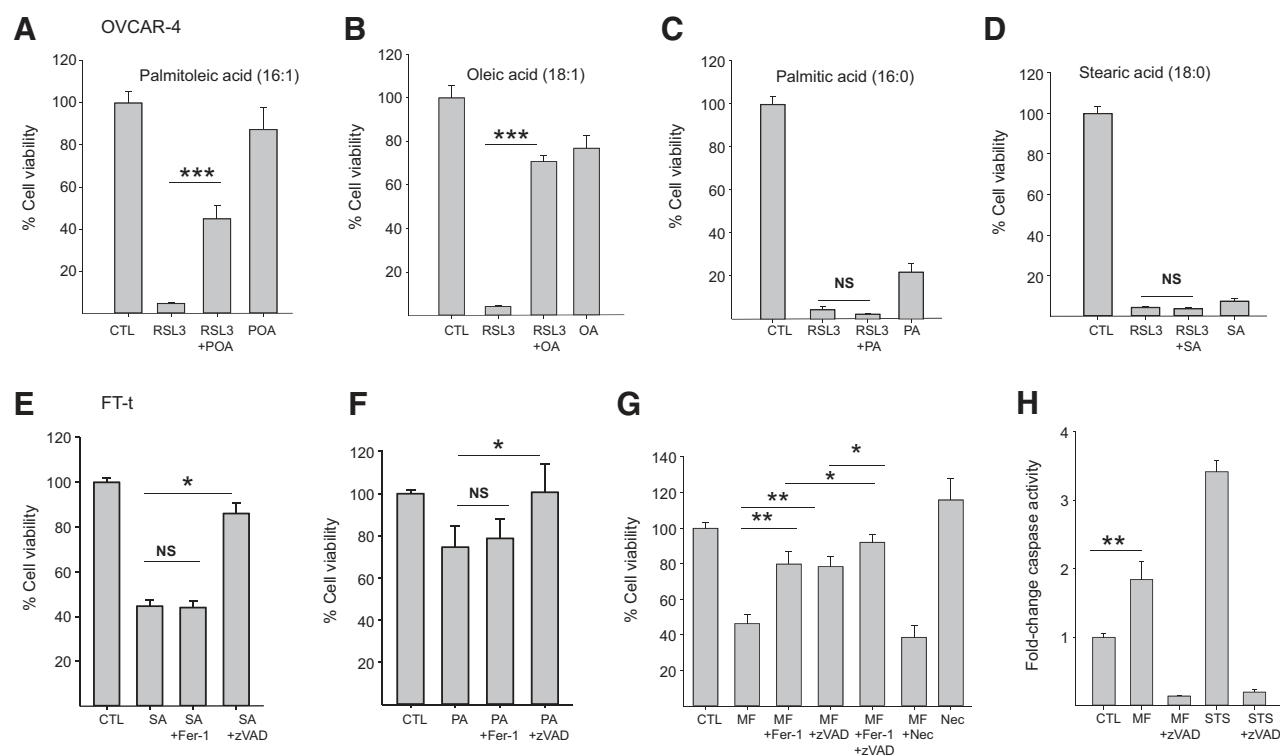 A OVCAR-4
Palmitoleic acid (16:1)
% Cell viability
120
100
80
60
40
20
***
CTL RSL3 RSL3 POA
+POA
B
Oleic acid (18:1)
% Cell viability
120
100
80
60
40
20
***
CTL RSL3 RSL3 OA
+OA
C
Palmitic acid (16:0)
% Cell viability
120
100
80
60
40
20
NS
CTL RSL3 RSL3 PA
+PA
D
Stearic acid (18:0)
% Cell viability
120
100
80
60
40
20
NS
CTL RSL3 RSL3 SA
+SA
E FT-t
% Cell viability
120
100
80
60
40
20
*
NS
CTL SA SA SA
+Fer-1 +zVAD
F
% Cell viability
120
100
80
60
40
20
*
NS
CTL PA PA PA
+Fer-1 +zVAD
G
% Cell viability
140
120
100
80
60
40
20
*
*
**
**
CTL MF MF MF MF MF Nec
+Fer-1 +zVAD +Fer-1 +Nec
+zVAD
H
Fold-change caspase activity
4
3
2
1
**
CTL MF MF STS STS
+zVAD +zVAD